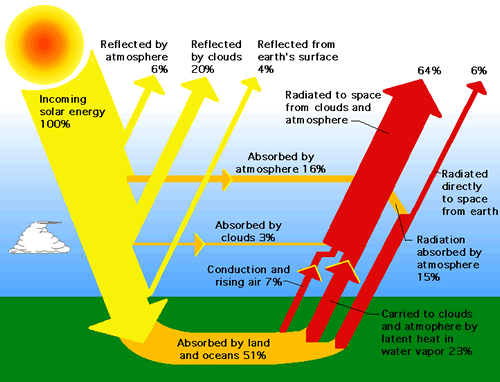 Reflected by
atmosphere
6%
Reflected
by clouds
20%
Reflected from
earth's surface
4%
64%
6%
Incoming
solar energy
100%
Radiated to space
from clouds and
atmosphere
Absorbed by
atmosphere 16%
Radiated
directly
to space
from earth
Absorbed by
clouds 3%
Radiation
absorbed by
atmosphere
15%
Conduction and
rising air 7%
Carried to clouds
and atmophere by
latent heat in
water vapor 23%
Absorbed by land
and oceans 51%